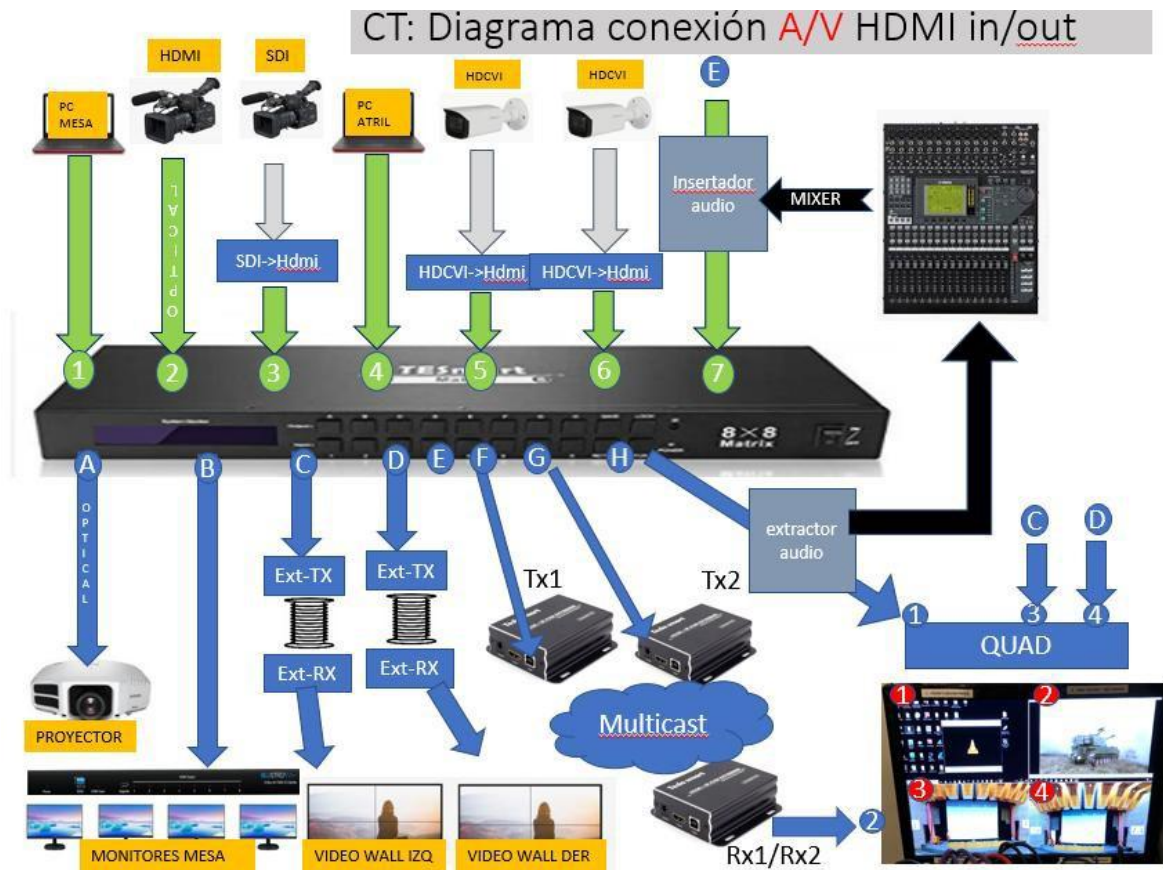 CT: Diagrama conexión A/V HDMI in/out
HDMI
SDI
HDCVI
HDCVI
E
PC
MESA
PC
ATRIL
OPTICAL
Insertador
audio
MIXER
SDI->Hdmi
HDCVI->Hdmi
HDCVI->Hdmi
1
2
3
4
5
6
7
TESmart
8×8
Matrix
A
B
C
D
E
F
G
H
OPTICAL
extractor
audio
C
D
Ext-TX
Ext-TX
Tx1
Tx2
1
3
4
QUAD
Ext-RX
Ext-RX
Multicast
PROYECTOR
1
2
3
4
2
Rx1/Rx2
MONITORES MESA
VIDEO WALL IZQ
VIDEO WALL DER